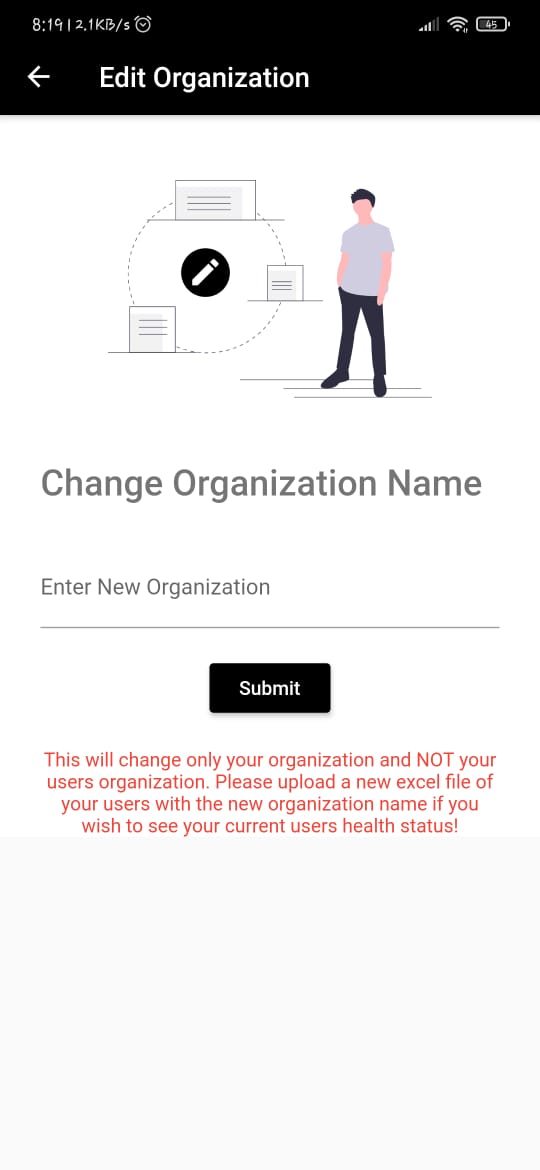 8:19 | 2.1KB/s
45
Edit Organization
Change Organization Name
Enter New Organization
Submit
This will change only your organization and NOT your
users organization. Please upload a new excel file of
your users with the new organization name if you
wish to see your current users health status!